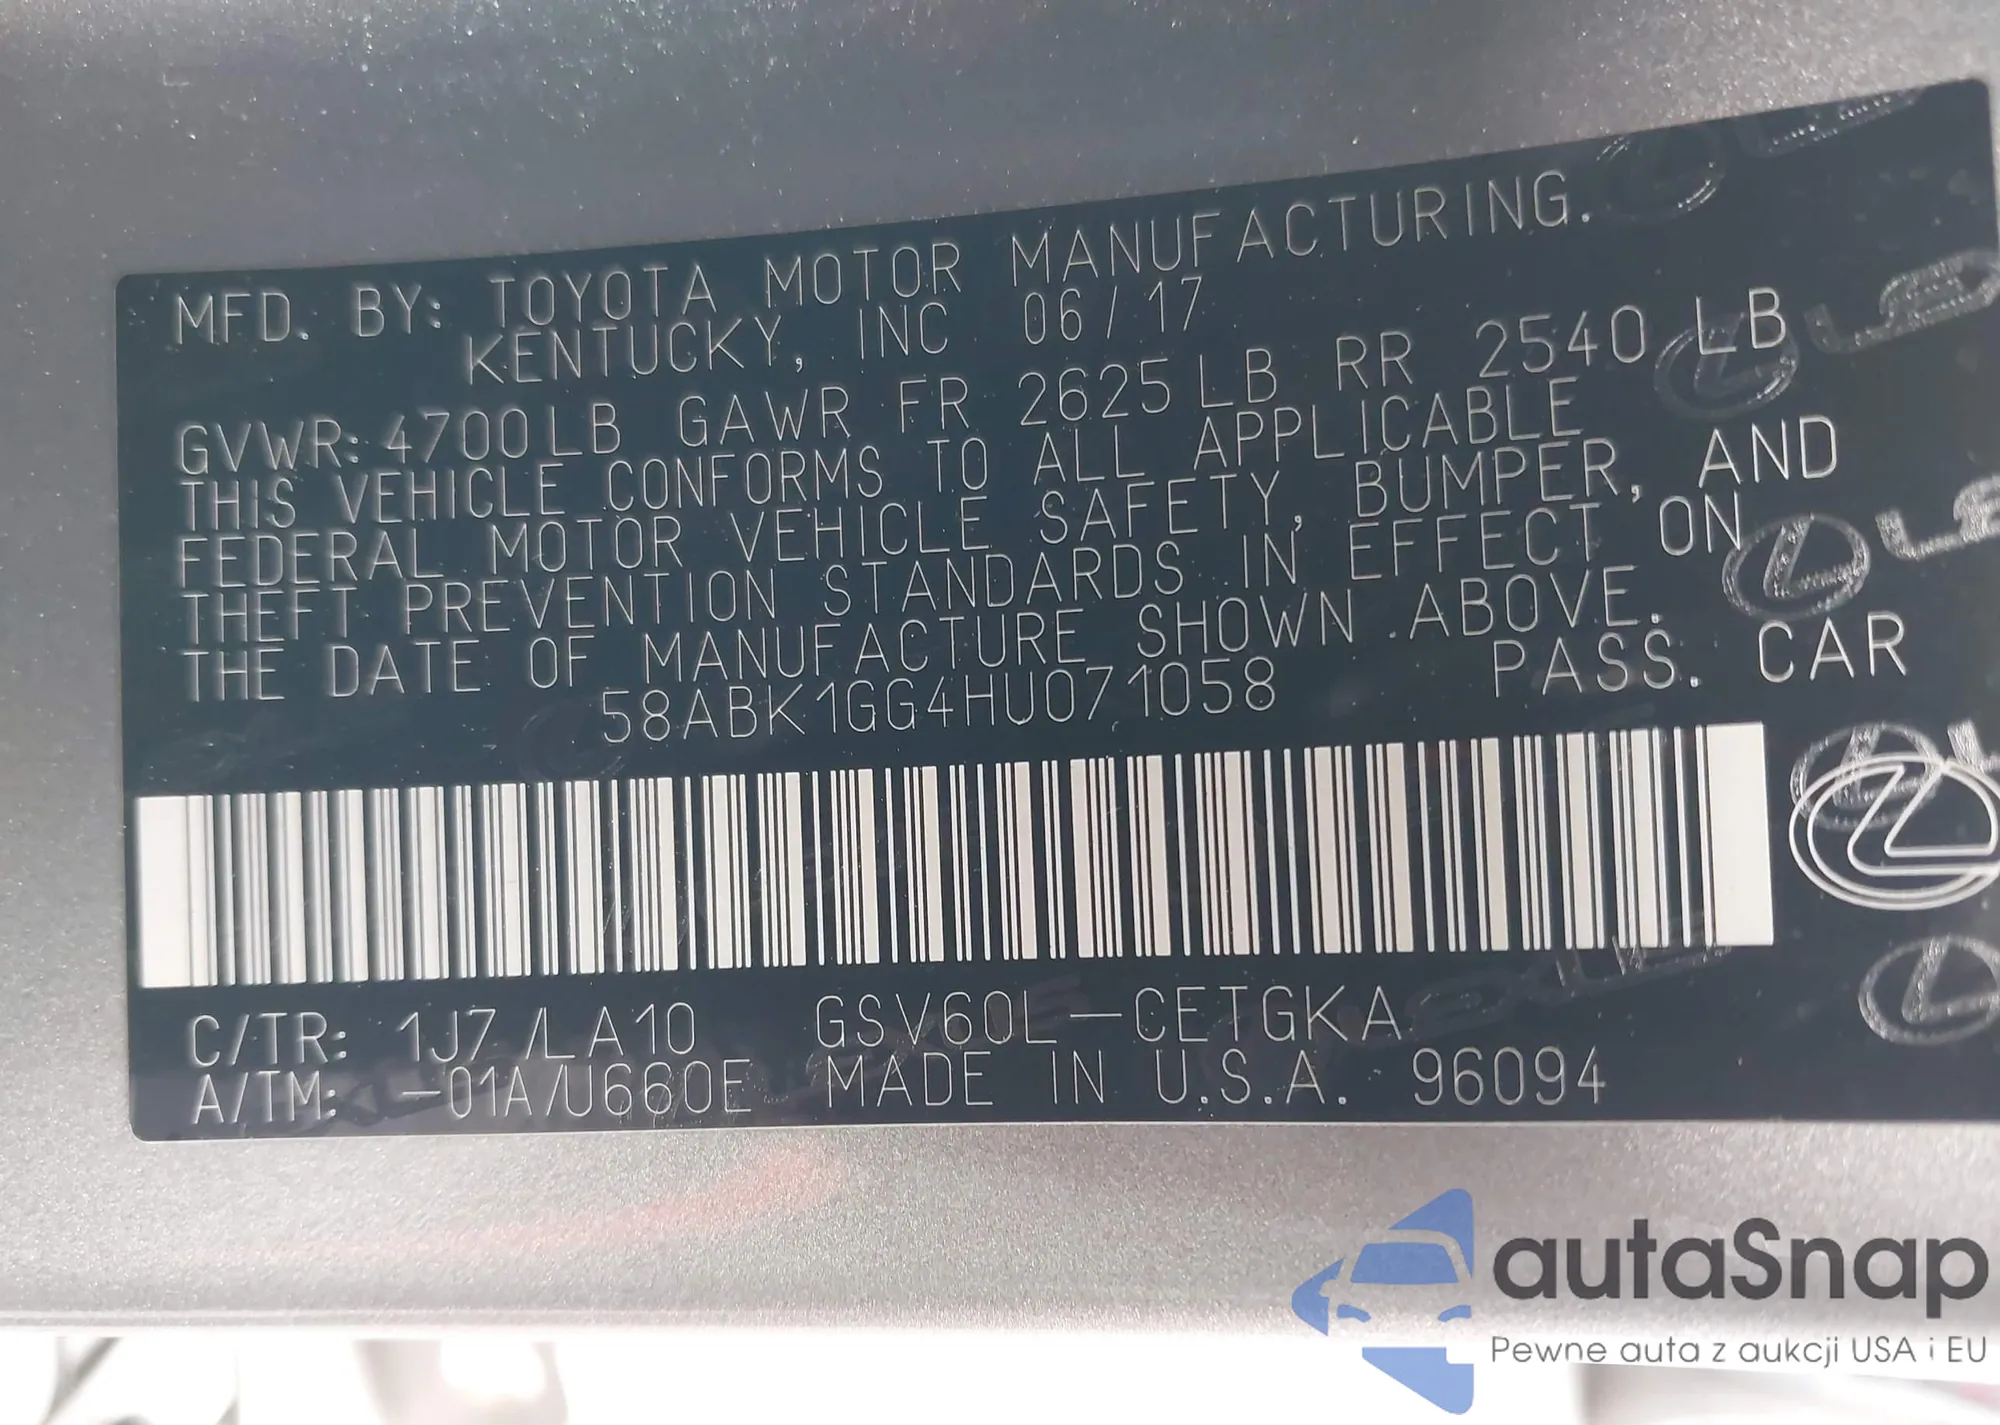 MFD. BY: TOYOTA MOTOR MANUFACTURING.
KENTUCKY, INC 06/17
GVWR: 4700LB GAWR FR 2625LB RR 2540 LB
THIS VEHICLE CONFORMS TO ALL APPLICABLE
FEDERAL MOTOR VEHICLE SAFETY, BUMPER, AND
THEFT PREVENTION STANDARDS IN EFFECT ON
THE DATE OF MANUFACTURE SHOWN ABOVE.
58ABK1GG4HU071058 PASS. CAR
C/TR: 1J7/LA10 GSV60L-CETGKA
A/TM: -01A/U660E MADE IN U.S.A. 96094
autaSnap
Pewne auta z aukcji USA i EU